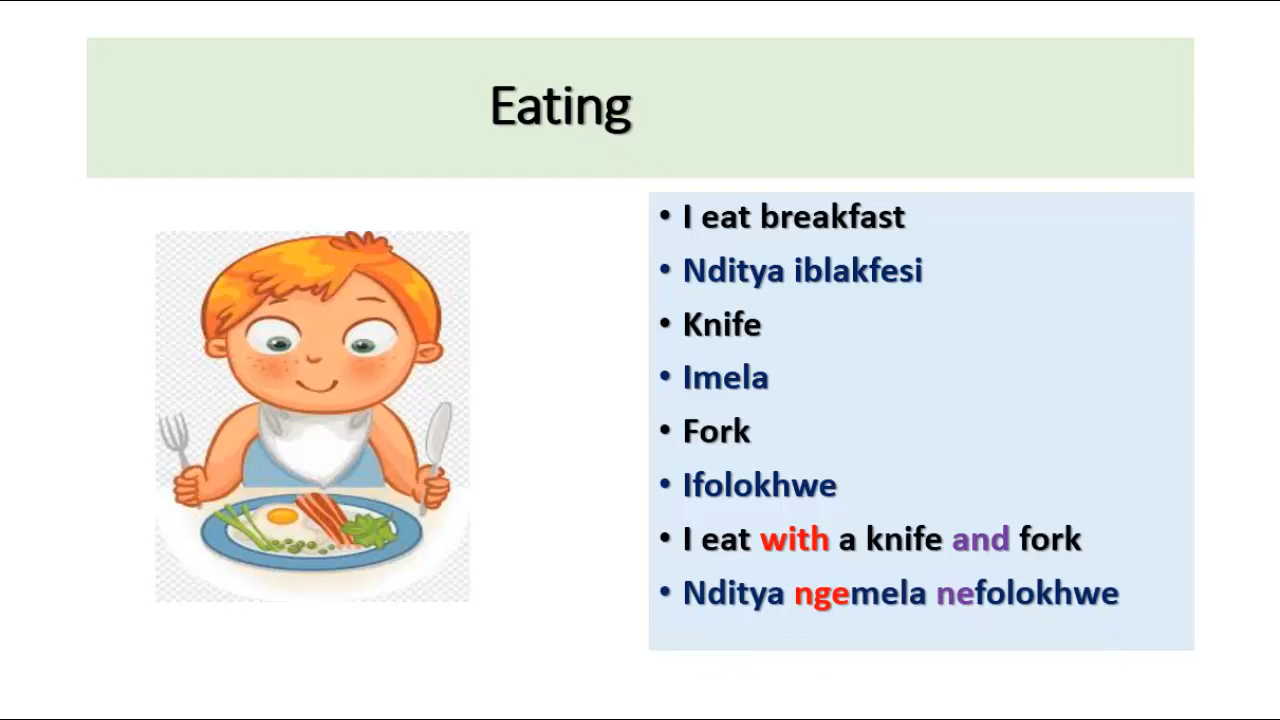 Eating
• I eat breakfast
• Nditya iblakfesi
• Knife
• Imela
• Fork
• Ifolokhwe
• I eat with a knife and fork
• Nditya ngemela nefolokhwe